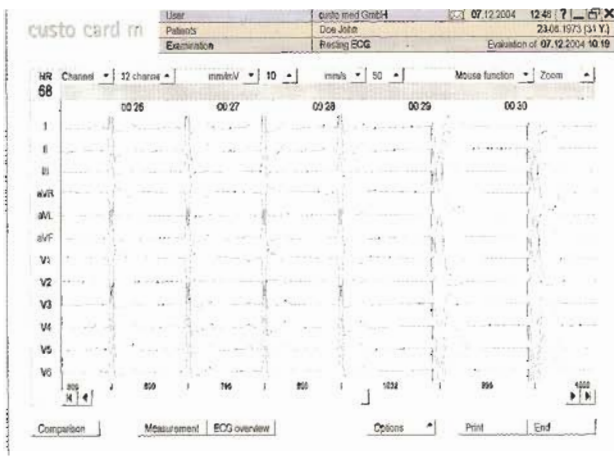 custo card m
User custo med GmbH 07.12.2004 12:48 ? _ X
Patients Doe John 23.06.1973 (31 Y.)
Examination Resting ECG Evaluation of 07.12.2004 10:19
HR Channel 12 channe mm/mV 10 mm/s 50 Mouse function Zoom
68
00:26 00:27 00:28 00:29 00:30
I
II
III
aVR
aVL
aVF
V1
V2
V3
V4
V5
V6
800 796 1032 996
Comparison Measurement ECG overview Options Print End